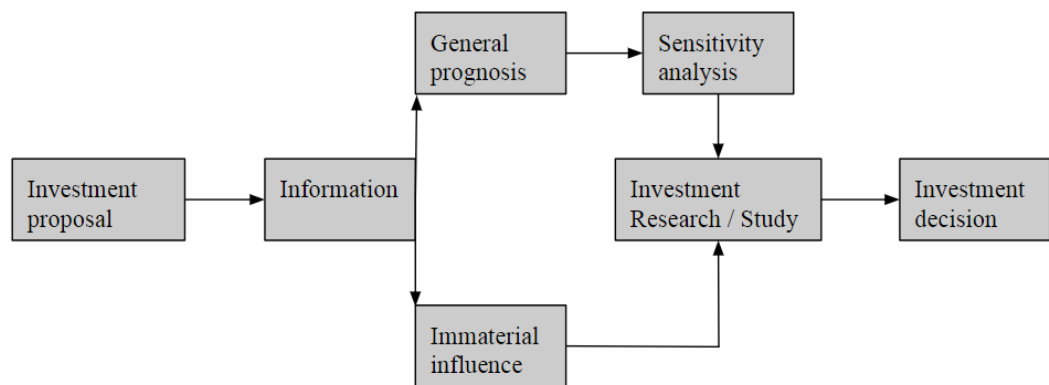 General
prognosis
Sensitivity
analysis
Investment
proposal
Information
Investment
Research / Study
Investment
decision
Immaterial
influence